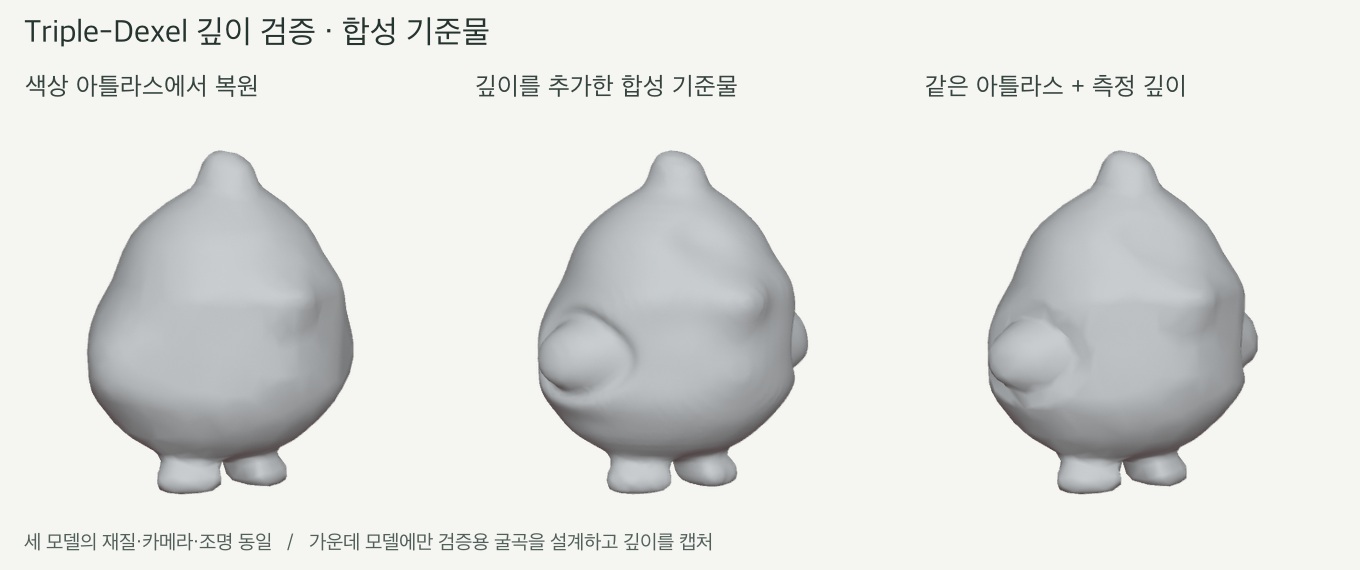 Triple-Dexel 깊이 검증 · 합성 기준물
색상 아틀라스에서 복원
깊이를 추가한 합성 기준물
같은 아틀라스 + 측정 깊이
세 모델의 재질·카메라·조명 동일 / 가운데 모델에만 검증용 굴곡을 설계하고 깊이를 캡처